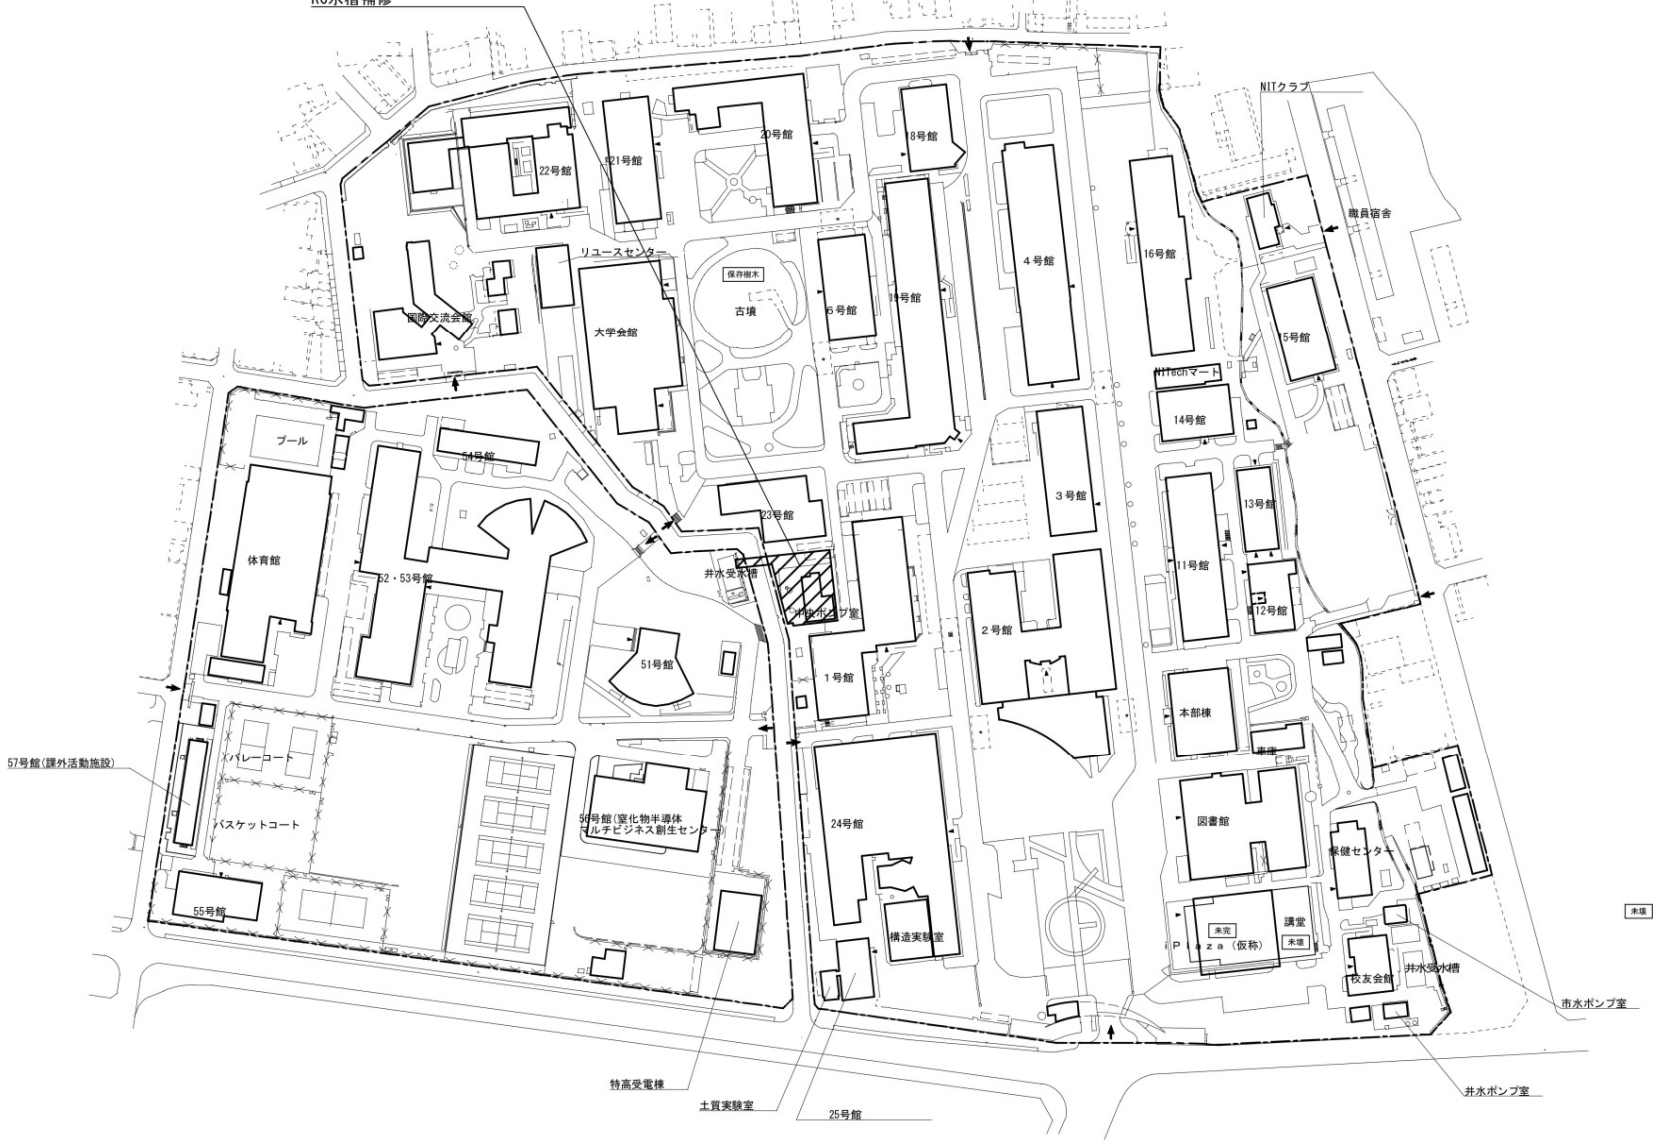 RC水槽補修
NITクラブ
20号館
18号館
21号館
22号館
職員宿舎
リユースセンター
16号館
4号館
保存樹木
19号館
古墳
6号館
国際交流会館
大学会館
15号館
NITechマート
14号館
プール
54号館
3号館
13号館
23号館
体育館
11号館
井水受水槽
52・53号館
中央ポンプ室
12号館
2号館
51号館
1号館
本部棟
車庫
バレーコート
57号館(課外活動施設)
56号館(窒化物半導体
マルチビジネス創生センター)
バスケットコート
24号館
図書館
保健センター
55号館
未壊
講堂
未完
構造実験室
未壊
iPlaza(仮称)
井水受水槽
校友会館
市水ポンプ室
特高受電棟
井水ポンプ室
土質実験室
25号館